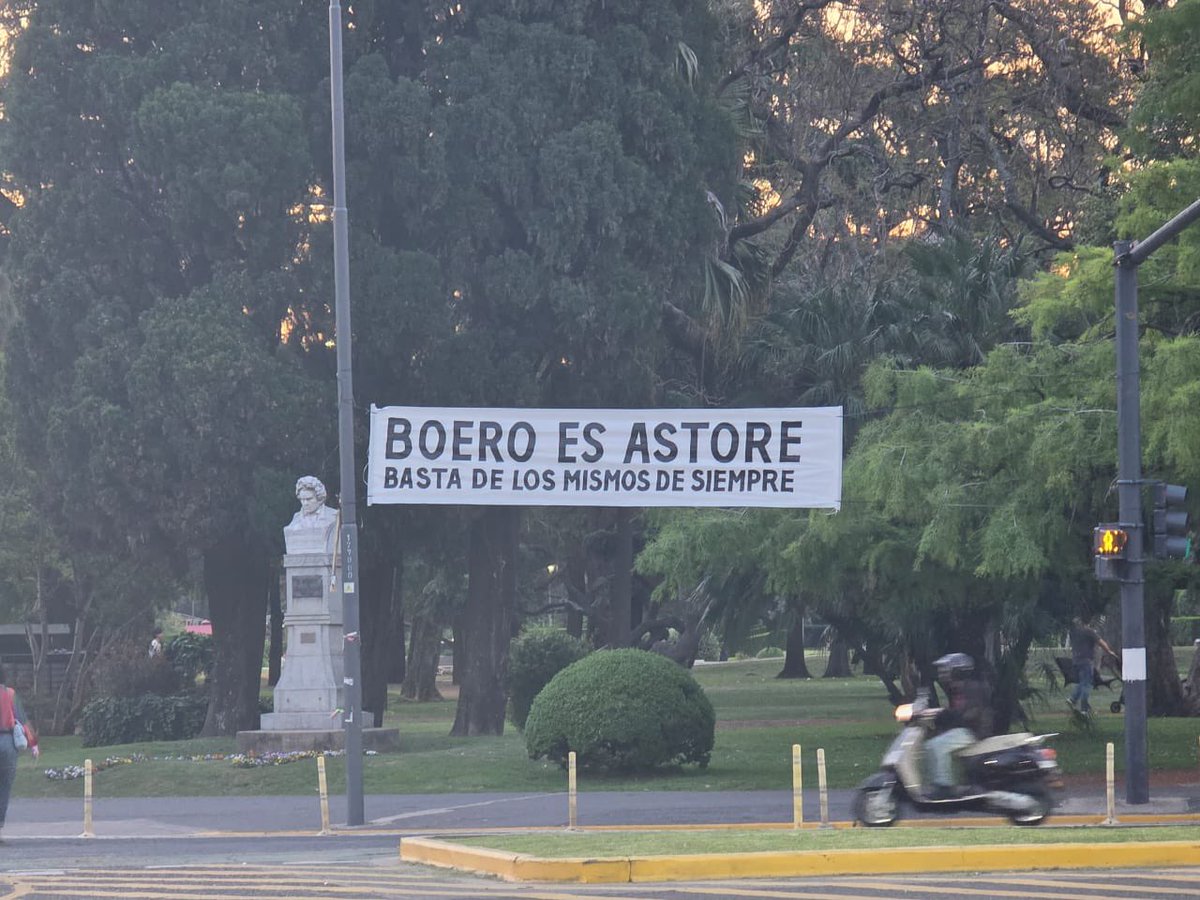 BOERO ES ASTORE
BASTA DE LOS MISMOS DE SIEMPRE